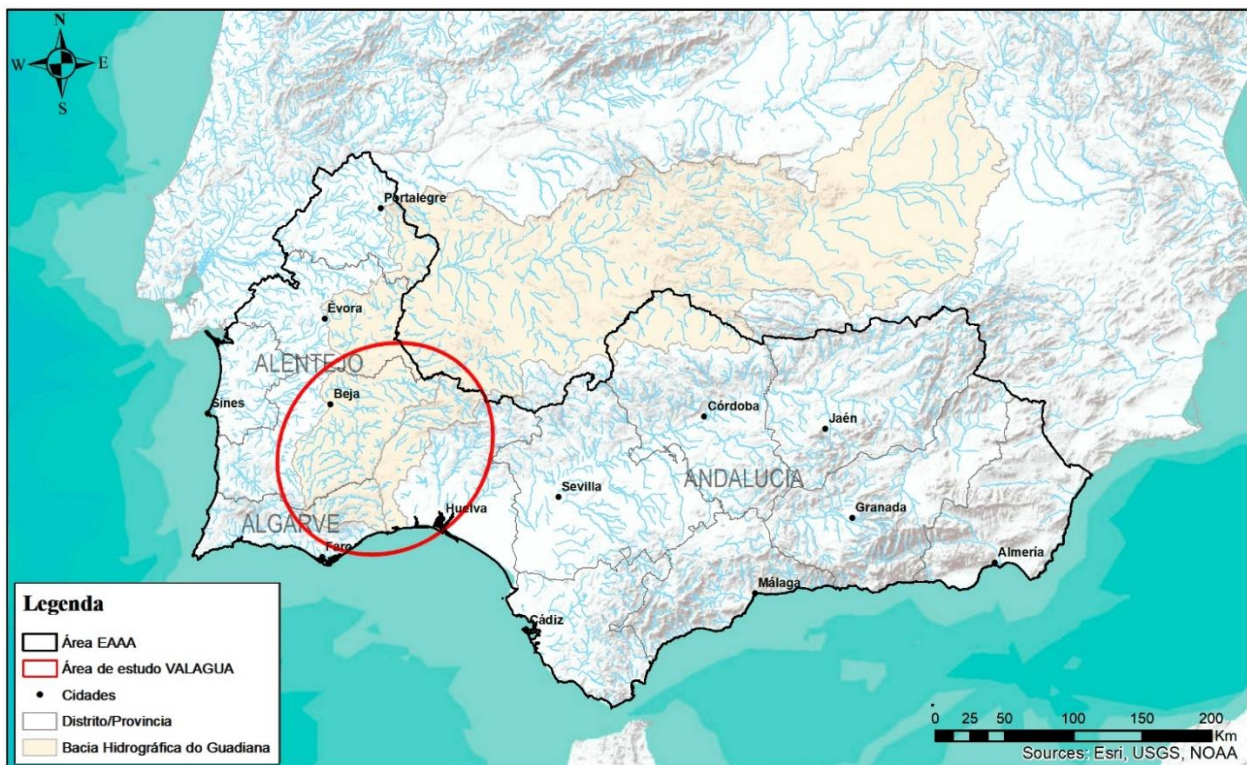 N
W E
S
Portalegre
Évora
ALENTEJO
Beja
Sines
Córdoba
Jaén
ANDALUCÍA
Sevilla
Huelva
Granada
ALGARVE
Faro
Almería
Málaga
Cádiz
Legenda
Área EAAA
Área de estudo VALAGUA
Cidades
Distrito/Provincia
Bacia Hidrográfica do Guadiana
0 25 50 100 150 200
Km
Sources: Esri, USGS, NOAA